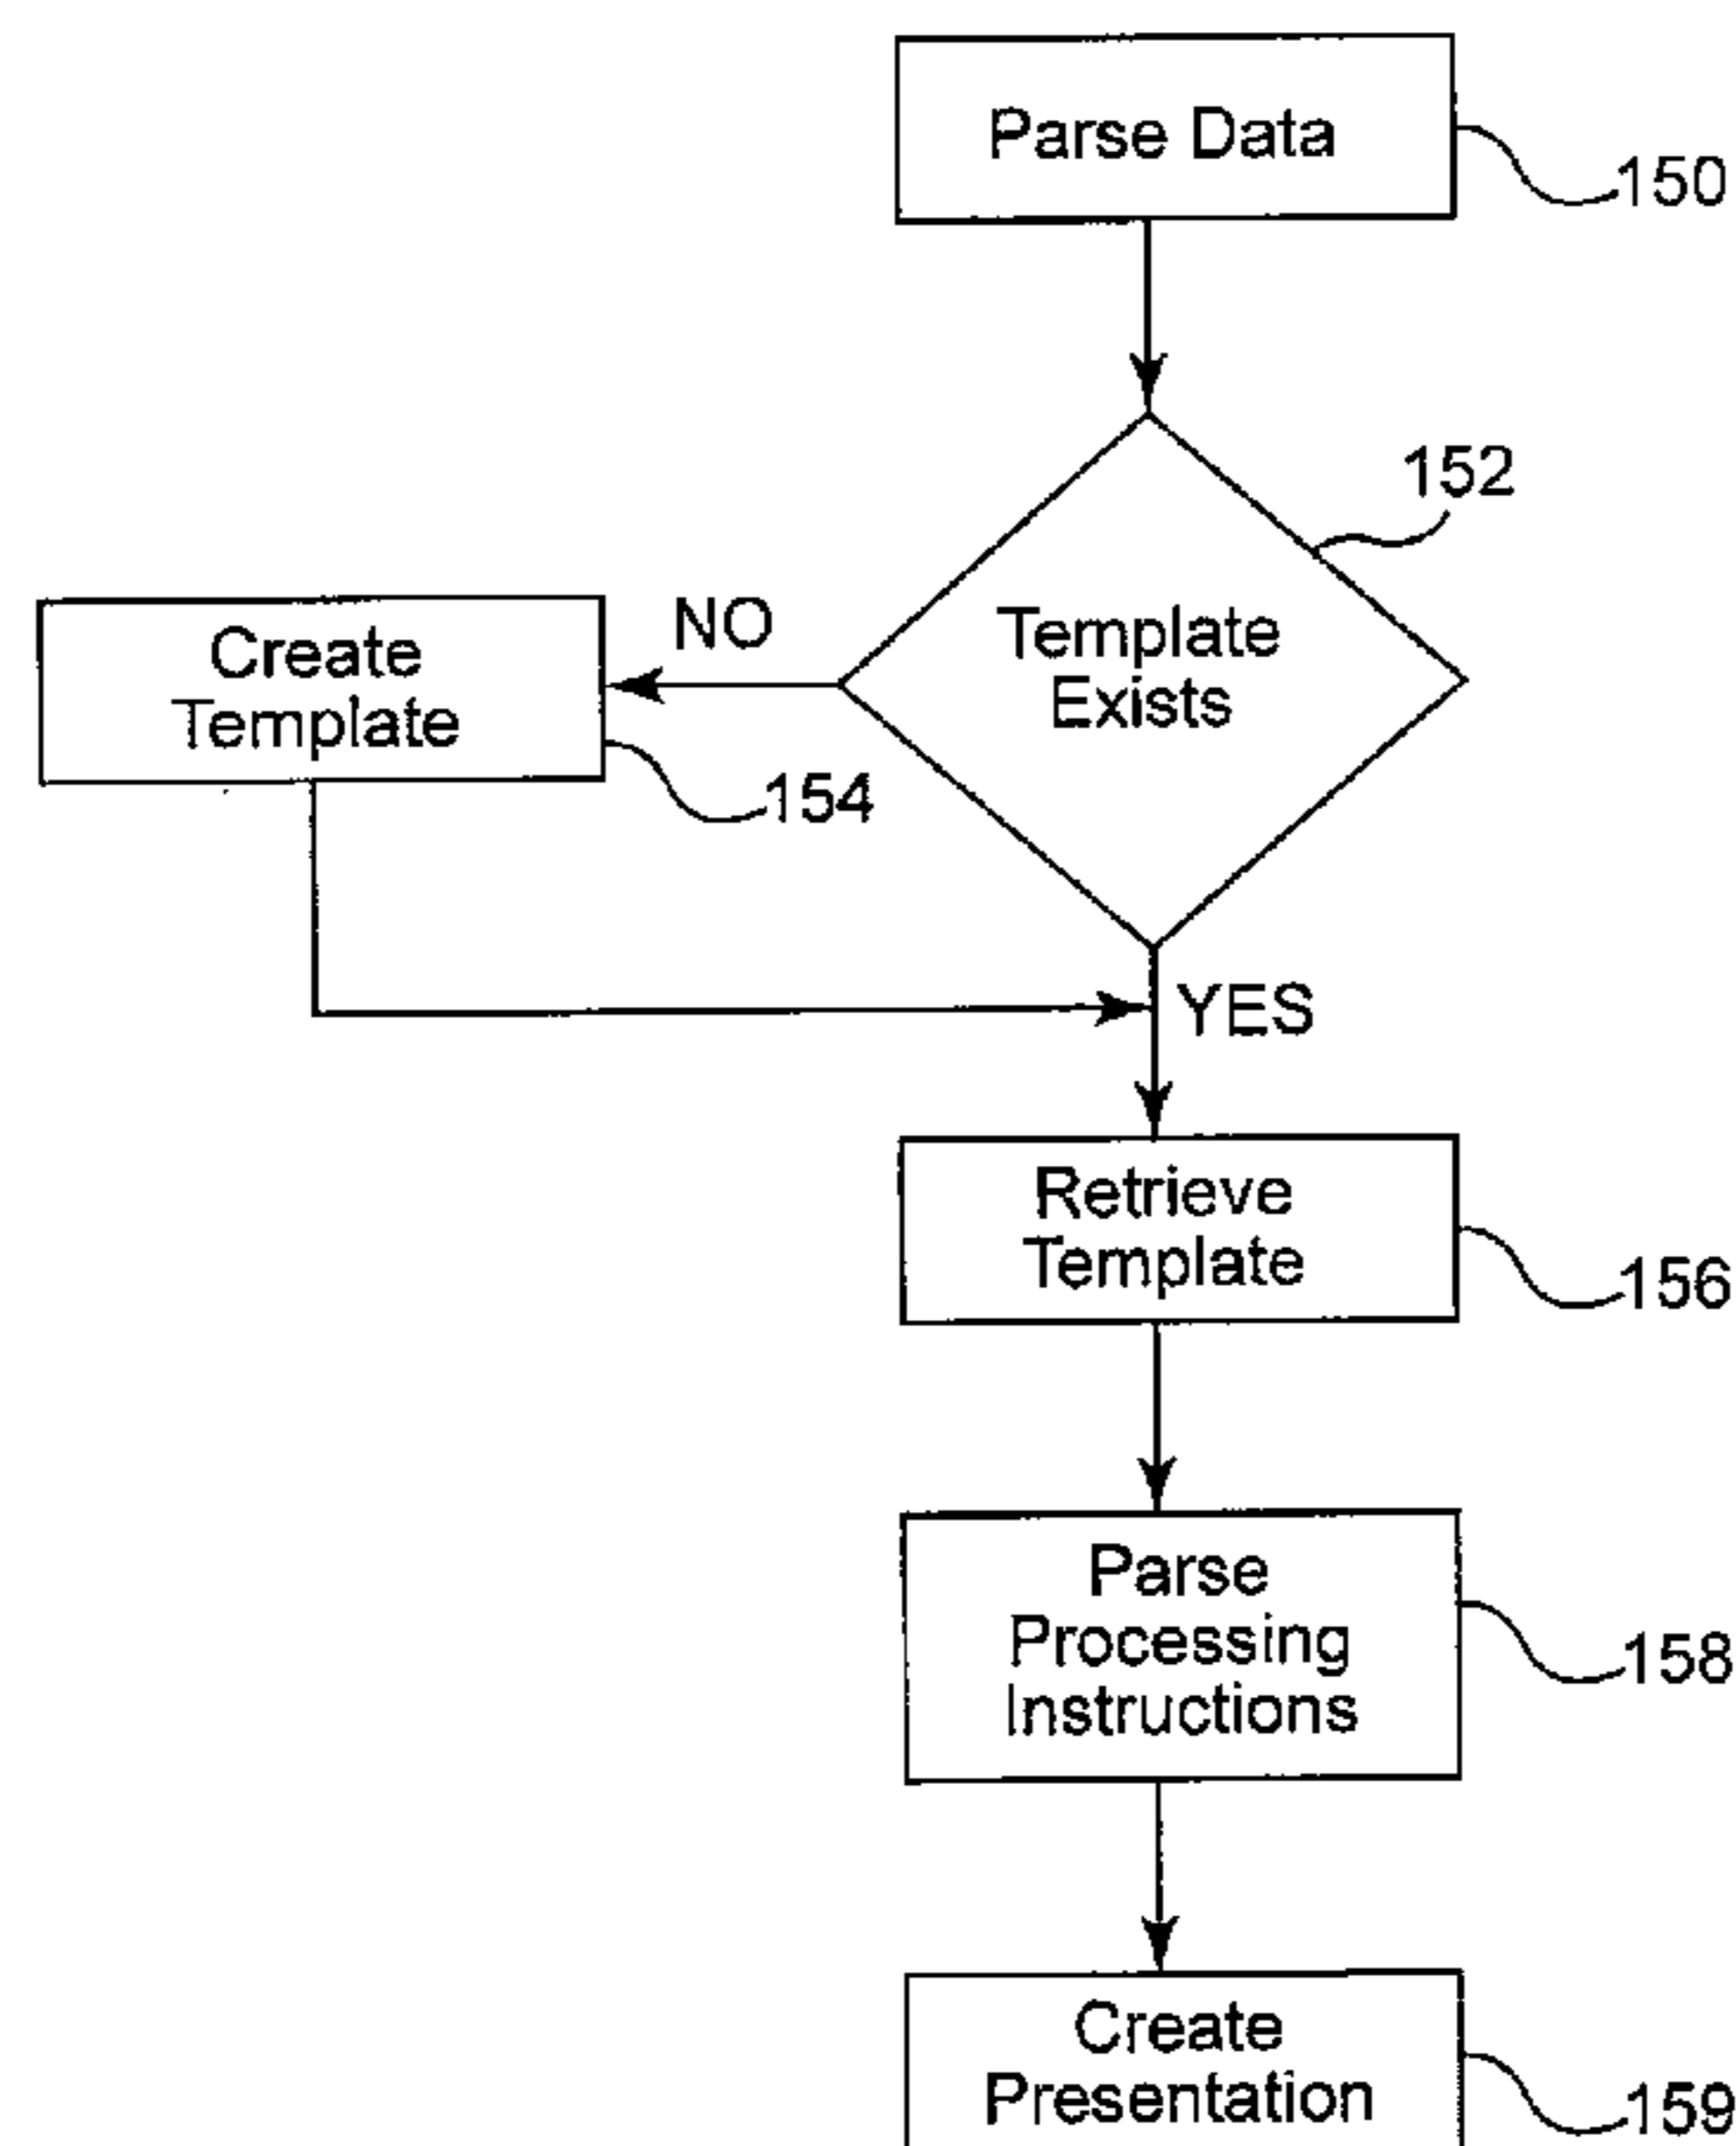 Parse Data
150
152
Template
Exists
NO
Create
Template
154
YES
Retrieve
Template
156
Parse
Processing
Instructions
158
Create
Presentation
159